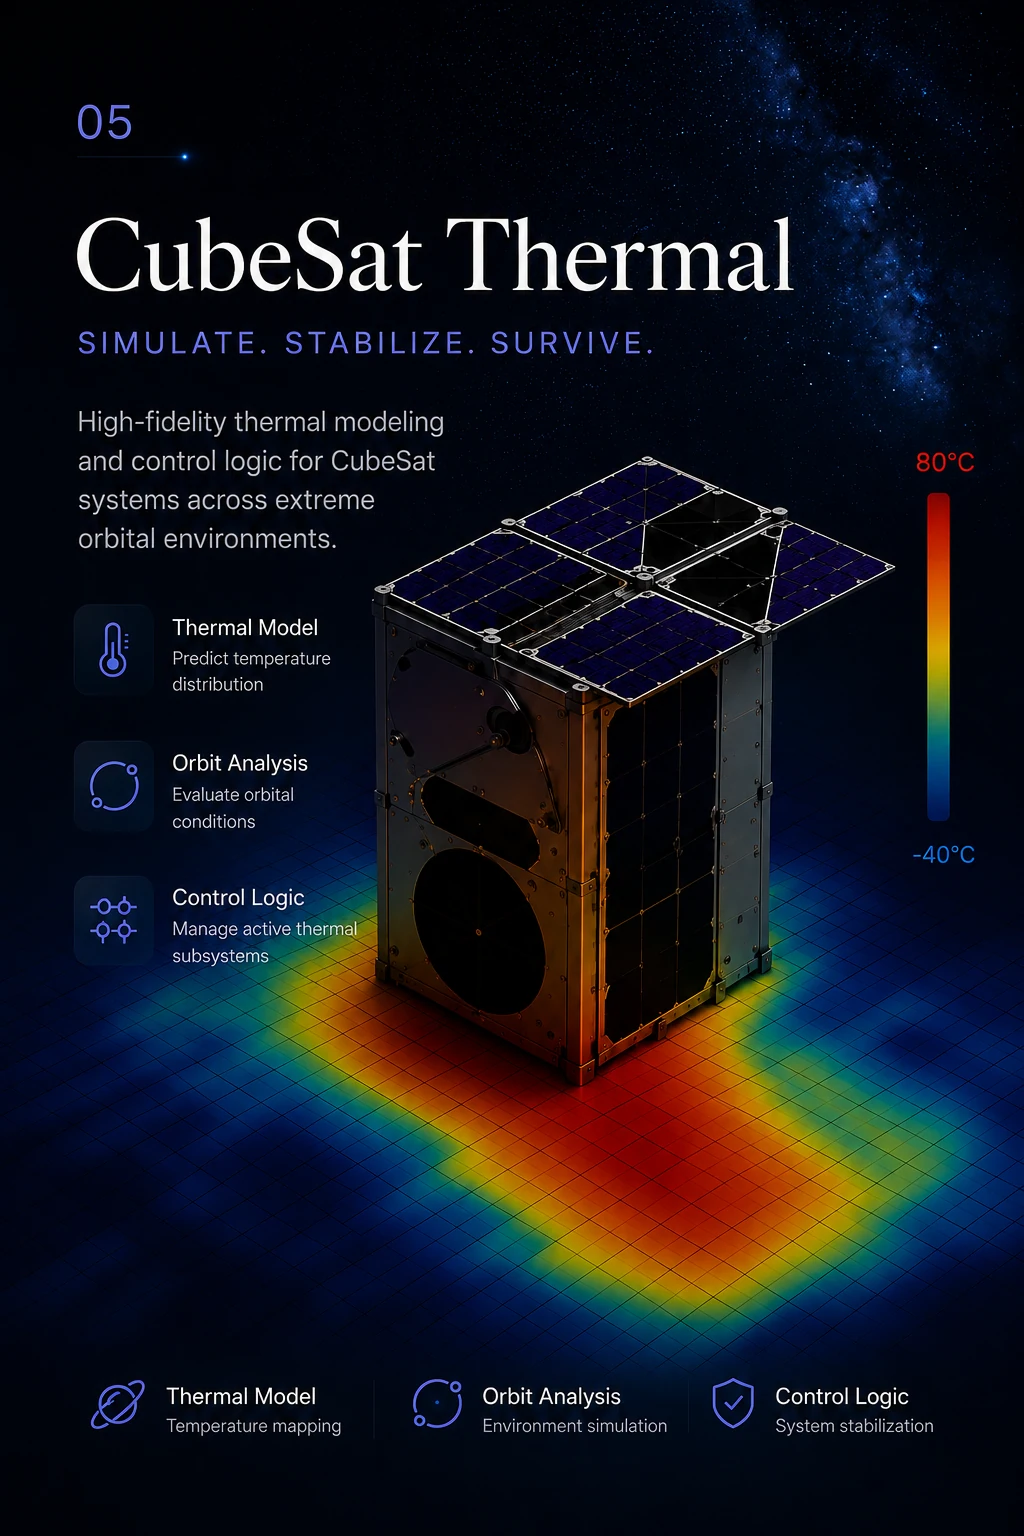 05
CubeSat Thermal
SIMULATE. STABILIZE. SURVIVE.
High-fidelity thermal modeling
and control logic for CubeSat
systems across extreme
orbital environments.
80°C
-40°C
Thermal Model
Predict temperature
distribution
Orbit Analysis
Evaluate orbital
conditions
Control Logic
Manage active thermal
subsystems
Thermal Model
Temperature mapping
Orbit Analysis
Environment simulation
Control Logic
System stabilization